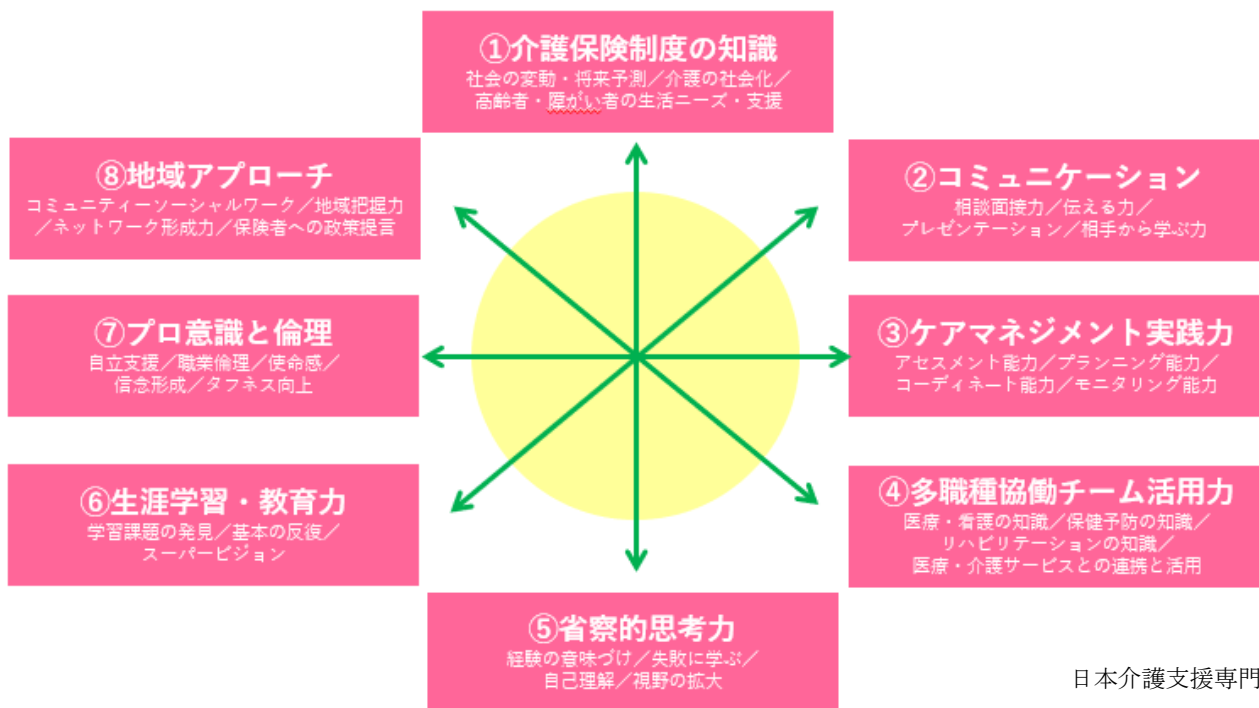 ①介護保険制度の知識
社会の変動・将来予測／介護の社会化／
高齢者・障がい者の生活ニーズ・支援
②コミュニケーション
相談面接力／伝える力／
プレゼンテーション／相手から学ぶ力
③ケアマネジメント実践力
アセスメント能力／プランニング能力／
コーディネート能力／モニタリング能力
④多職種協働チーム活用力
医療・看護の知識／保健予防の知識／
リハビリテーションの知識／
医療・介護サービスとの連携と活用
⑤省察的思考力
経験の意味づけ／失敗に学ぶ／
自己理解／視野の拡大
⑥生涯学習・教育力
学習課題の発見／基本の反復／
スーパービジョン
⑦プロ意識と倫理
自立支援／職業倫理／使命感／
信念形成／タフネス向上
⑧地域アプローチ
コミュニティーソーシャルワーク／地域把握力
／ネットワーク形成力／保険者への政策提言
日本介護支援専門